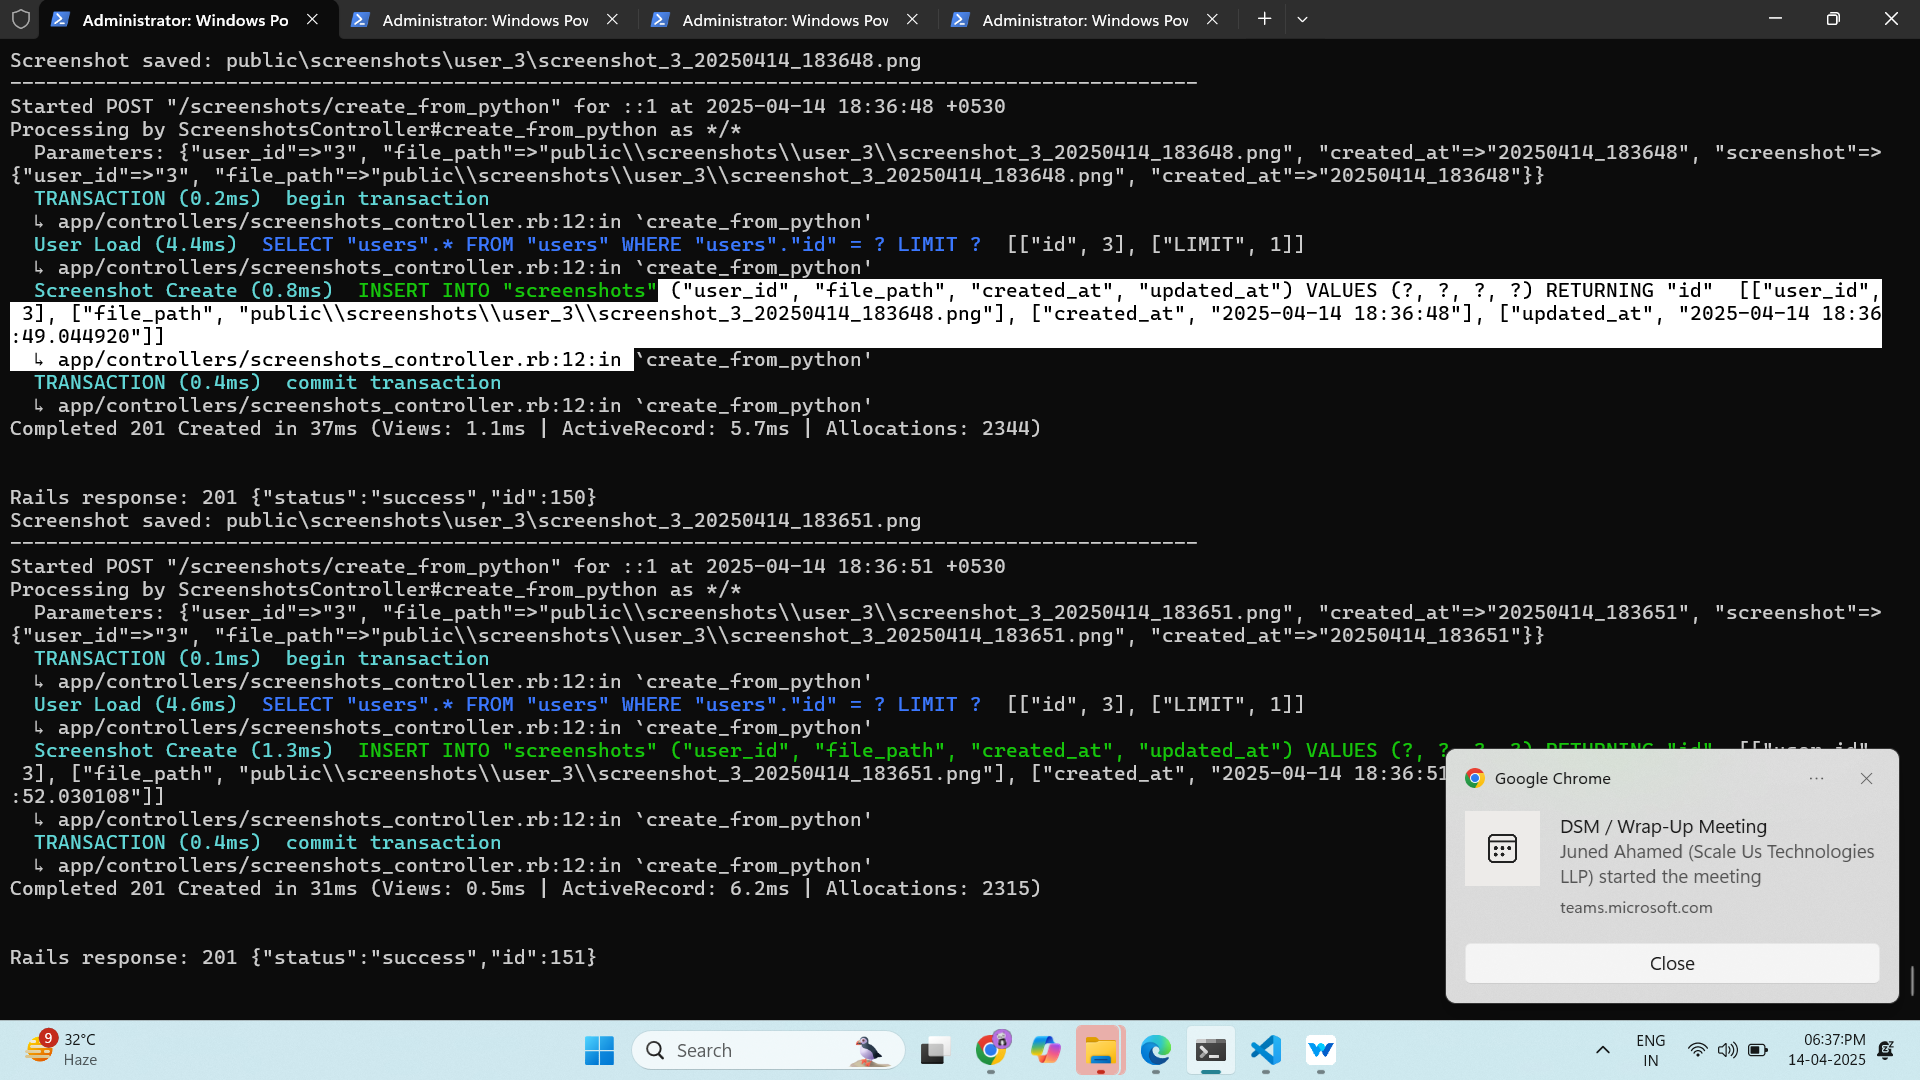 Administrator: Windows Po
Administrator: Windows Pov
Administrator: Windows Pov
Administrator: Windows Pov
Screenshot saved: public\screenshots\user_3\screenshot_3_20250414_183648.png
---------------------------------------------------------------------------------------------------
Started POST "/screenshots/create_from_python" for ::1 at 2025-04-14 18:36:48 +0530
Processing by ScreenshotsController#create_from_python as */*
  Parameters: {"user_id"=>"3", "file_path"=>"public\\screenshots\\user_3\\screenshot_3_20250414_183648.png", "created_at"=>"20250414_183648", "screenshot"=>
{"user_id"=>"3", "file_path"=>"public\\screenshots\\user_3\\screenshot_3_20250414_183648.png", "created_at"=>"20250414_183648"}}
  TRANSACTION (0.2ms)  begin transaction
  ↳ app/controllers/screenshots_controller.rb:12:in `create_from_python'
  User Load (4.4ms)  SELECT "users".* FROM "users" WHERE "users"."id" = ? LIMIT ?  [["id", 3], ["LIMIT", 1]]
  ↳ app/controllers/screenshots_controller.rb:12:in `create_from_python'
  Screenshot Create (0.8ms)  INSERT INTO "screenshots" ("user_id", "file_path", "created_at", "updated_at") VALUES (?, ?, ?, ?) RETURNING "id"  [["user_id",
 3], ["file_path", "public\\screenshots\\user_3\\screenshot_3_20250414_183648.png"], ["created_at", "2025-04-14 18:36:48"], ["updated_at", "2025-04-14 18:36
:49.044920"]]
  ↳ app/controllers/screenshots_controller.rb:12:in `create_from_python'
  TRANSACTION (0.4ms)  commit transaction
  ↳ app/controllers/screenshots_controller.rb:12:in `create_from_python'
Completed 201 Created in 37ms (Views: 1.1ms | ActiveRecord: 5.7ms | Allocations: 2344)
Rails response: 201 {"status":"success","id":150}
Screenshot saved: public\screenshots\user_3\screenshot_3_20250414_183651.png
---------------------------------------------------------------------------------------------------
Started POST "/screenshots/create_from_python" for ::1 at 2025-04-14 18:36:51 +0530
Processing by ScreenshotsController#create_from_python as */*
  Parameters: {"user_id"=>"3", "file_path"=>"public\\screenshots\\user_3\\screenshot_3_20250414_183651.png", "created_at"=>"20250414_183651", "screenshot"=>
{"user_id"=>"3", "file_path"=>"public\\screenshots\\user_3\\screenshot_3_20250414_183651.png", "created_at"=>"20250414_183651"}}
  TRANSACTION (0.1ms)  begin transaction
  ↳ app/controllers/screenshots_controller.rb:12:in `create_from_python'
  User Load (4.6ms)  SELECT "users".* FROM "users" WHERE "users"."id" = ? LIMIT ?  [["id", 3], ["LIMIT", 1]]
  ↳ app/controllers/screenshots_controller.rb:12:in `create_from_python'
  Screenshot Create (1.3ms)  INSERT INTO "screenshots" ("user_id", "file_path", "created_at", "updated_at") VALUES (?, ?, ?, ?) RETURNING "id"  [["user_id",
 3], ["file_path", "public\\screenshots\\user_3\\screenshot_3_20250414_183651.png"], ["created_at", "2025-04-14 18:36:51
:52.030108"]]
  ↳ app/controllers/screenshots_controller.rb:12:in `create_from_python'
  TRANSACTION (0.4ms)  commit transaction
  ↳ app/controllers/screenshots_controller.rb:12:in `create_from_python'
Completed 201 Created in 31ms (Views: 0.5ms | ActiveRecord: 6.2ms | Allocations: 2315)
Rails response: 201 {"status":"success","id":151}
Google Chrome
DSM / Wrap-Up Meeting
Juned Ahamed (Scale Us Technologies
LLP) started the meeting
teams.microsoft.com
Close
9
32°C
Haze
Search
ENG
IN
06:37:PM
14-04-2025